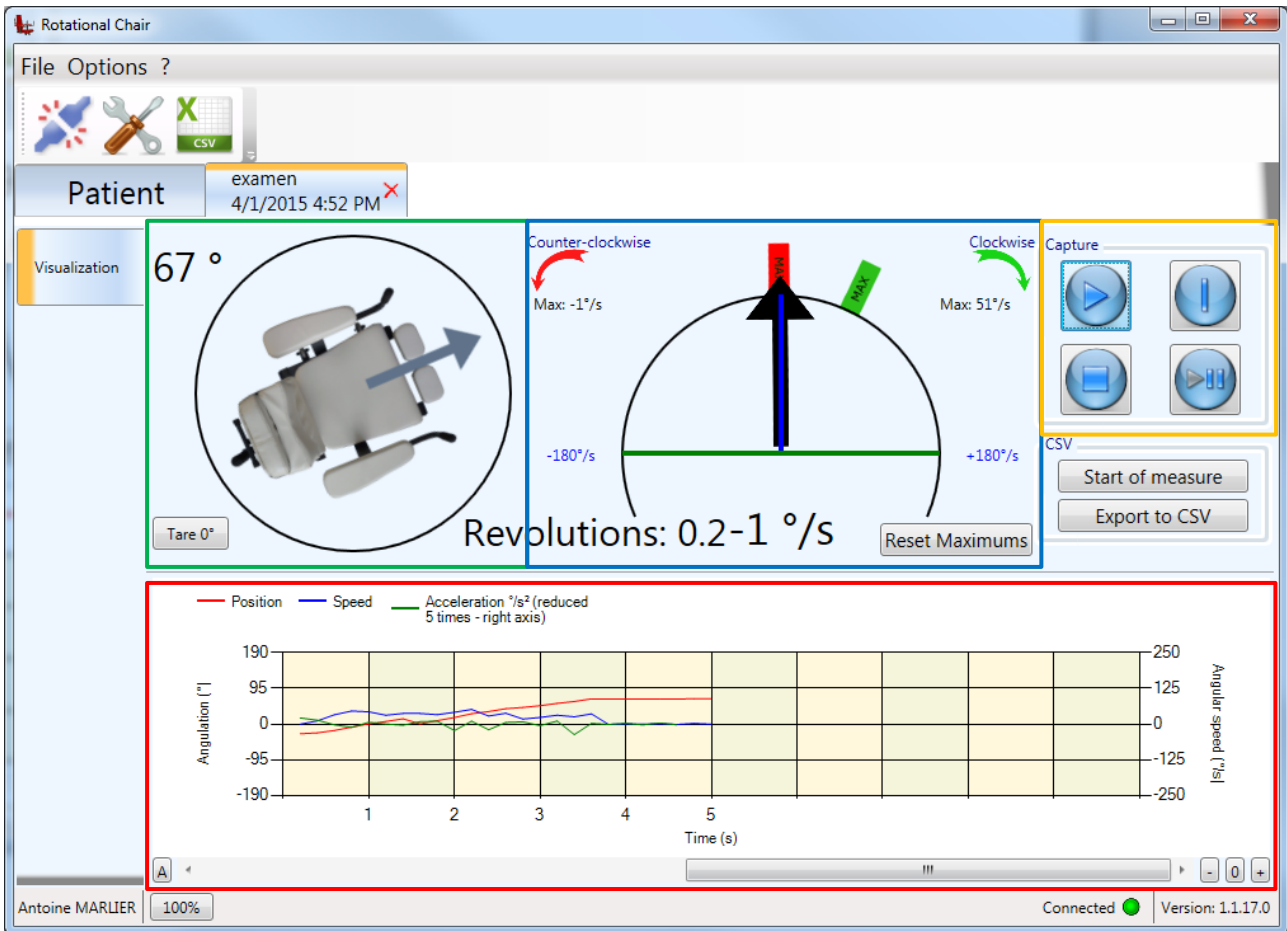 Rotational Chair
File Options ?
X
CSV
Patient
examen
4/1/2015 4:52 PM
Visualization
67 °
Tare 0°
Counter-clockwise
Clockwise
Max: -1°/s
Max: 51°/s
MAX
MAX
-180°/s
+180°/s
Revolutions: 0.2
-1 °/s
Reset Maximums
Capture
CSV
Start of measure
Export to CSV
Position
Speed
Acceleration °/s² (reduced
5 times - right axis)
190
95
0
-95
-190
Angulation (°)
250
125
0
-125
-250
Angular speed (°/s)
1 2 3 4 5
Time (s)
A
- 0 +
Antoine MARLIER
100%
Connected
Version: 1.1.17.0